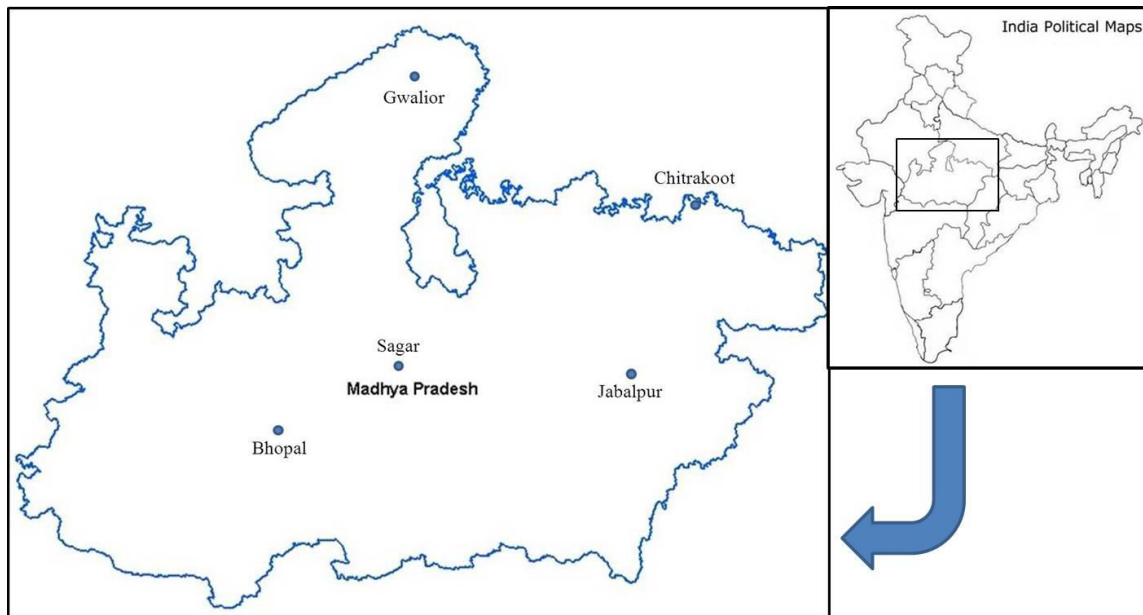 India Political Maps
Gwalior
Chitrakoot
Sagar
Madhya Pradesh
Jabalpur
Bhopal